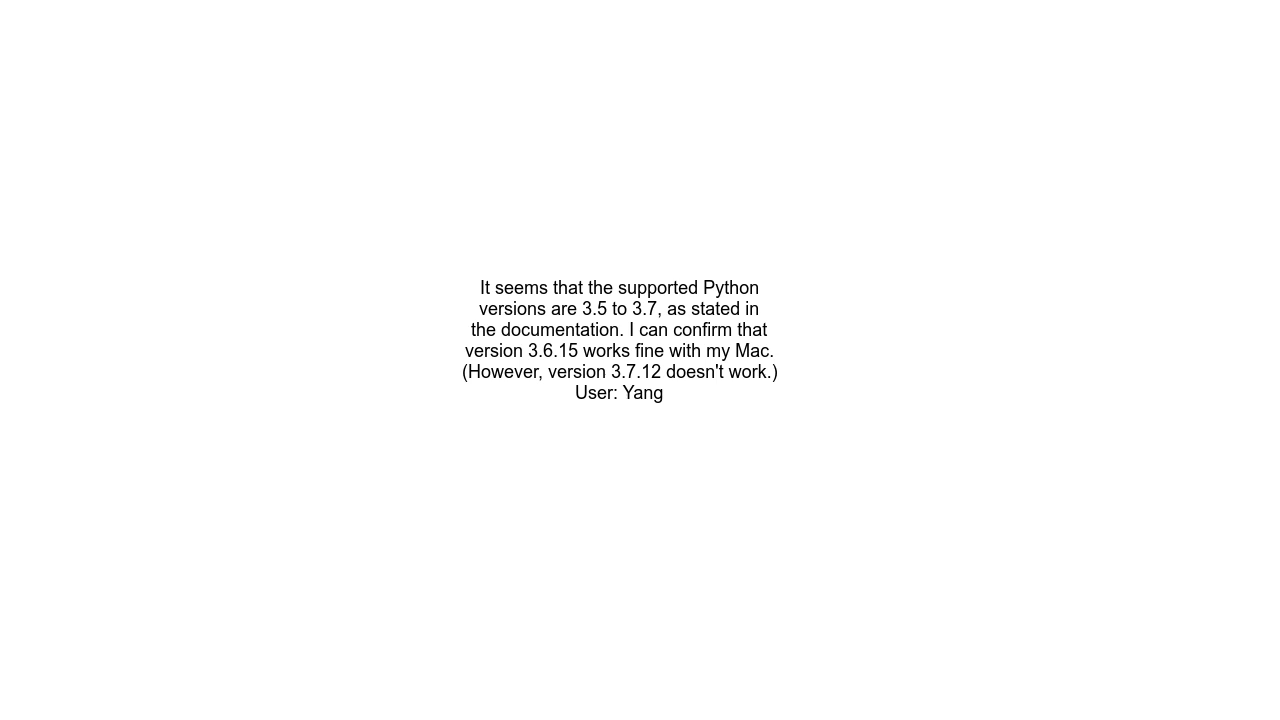 It seems that the supported Python
versions are 3.5 to 3.7, as stated in
the documentation. I can confirm that
version 3.6.15 works fine with my Mac.
(However, version 3.7.12 doesn't work.)
User: Yang